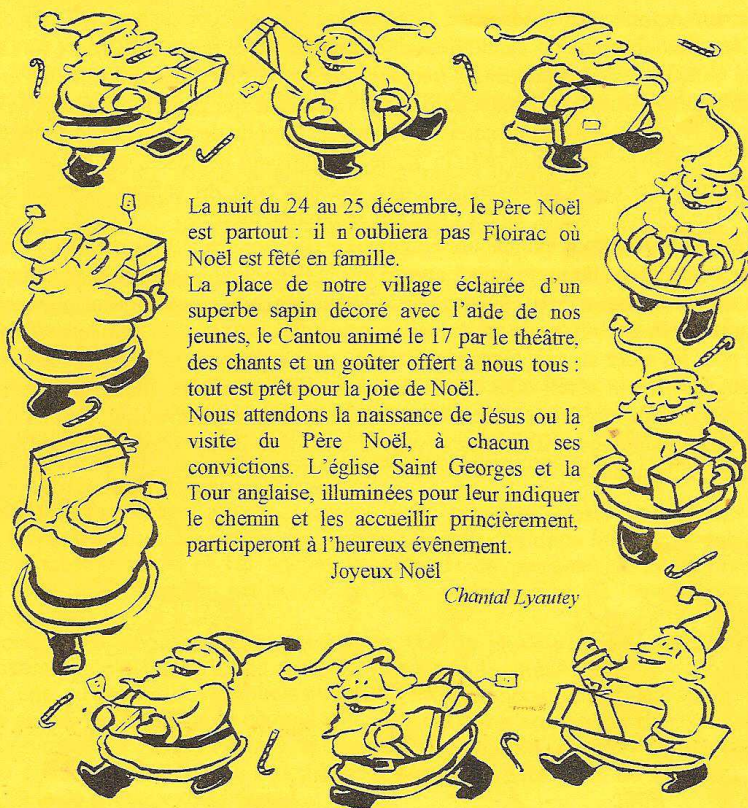 La nuit du 24 au 25 décembre, le Père Noël
est partout : il n'oubliera pas Floirac où
Noël est fêté en famille.
La place de notre village éclairée d'un
superbe sapin décoré avec l'aide de nos
jeunes, le Cantou animé le 17 par le théâtre,
des chants et un goûter offert à nous tous :
tout est prêt pour la joie de Noël.
Nous attendons la naissance de Jésus ou la
visite du Père Noël, à chacun ses
convictions. L'église Saint Georges et la
Tour anglaise, illuminées pour leur indiquer
le chemin et les accueillir princièrement,
participeront à l'heureux évênement.
Joyeux Noël
Chantal Lyautey